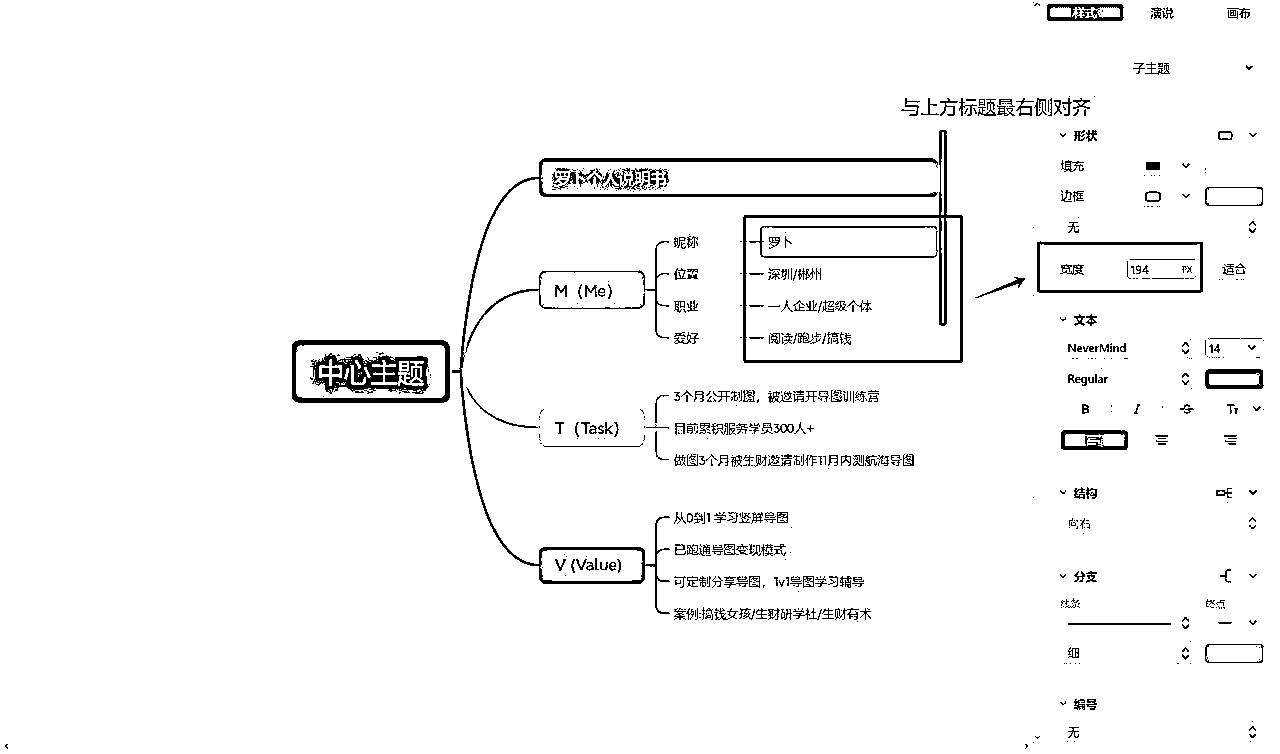 样式
演说
画布
子主题
与上方标题最右侧对齐
罗卜个人说明书
中心主题
M（Me）
昵称
罗卜
位置
深圳/郴州
职业
一人企业/超级个体
爱好
阅读/跑步/搞钱
T（Task）
3个月公开制图，被邀请开导图训练营
目前累积服务学员300人+
做图3个月被生财邀请制作11月内测航海导图
V (Value)
从0到1 学习竖屏导图
已跑通导图变现模式
可定制分享导图，1v1导图学习辅导
案例:搞钱女孩/生财研学社/生财有术
形状
填充
边框
无
宽度
194
PX
适合
文本
NeverMind
14
Regular
B
I
S
Tт
结构
向右
分支
线条
终点
细
编号
无